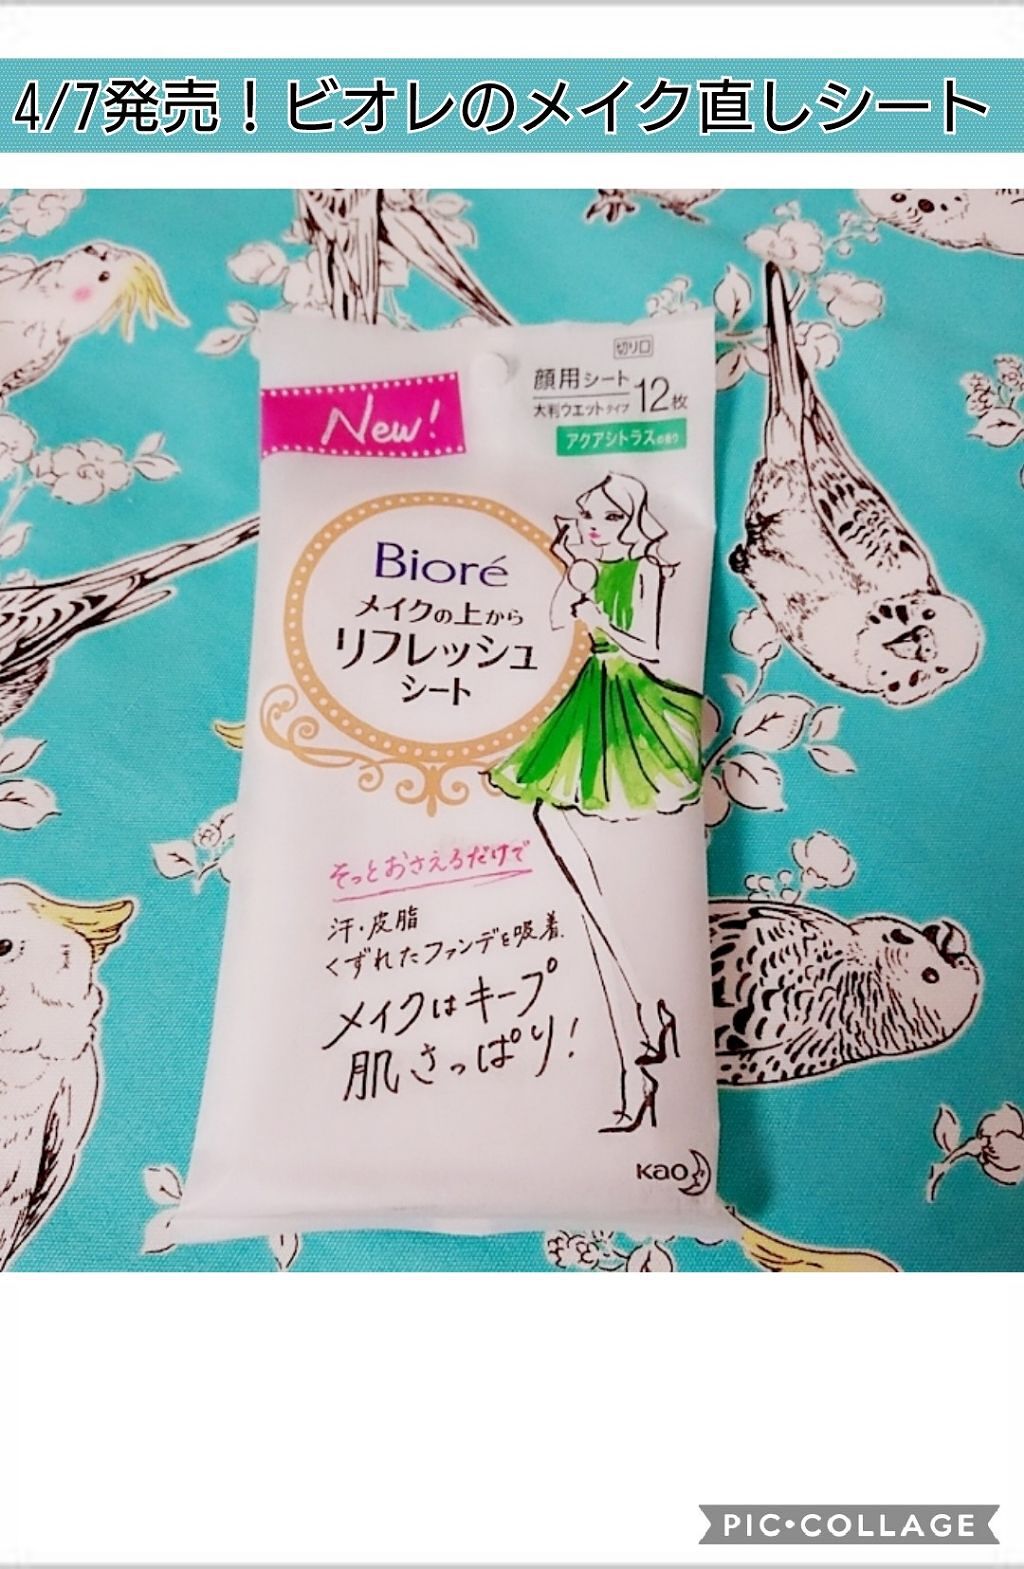 4/7発売！ビオレのメイク直しシート
切り口
New!
顔用シート
大判ウエットタイプ
12枚
アクアシトラスの香り
Bioré
メイクの上から
リフレッシュ
シート
そっとおさえるだけで
汗・皮脂
くずれたファンデを吸着、
メイクはキープ
肌さっぱり!
Kao
PIC•COLLAGE